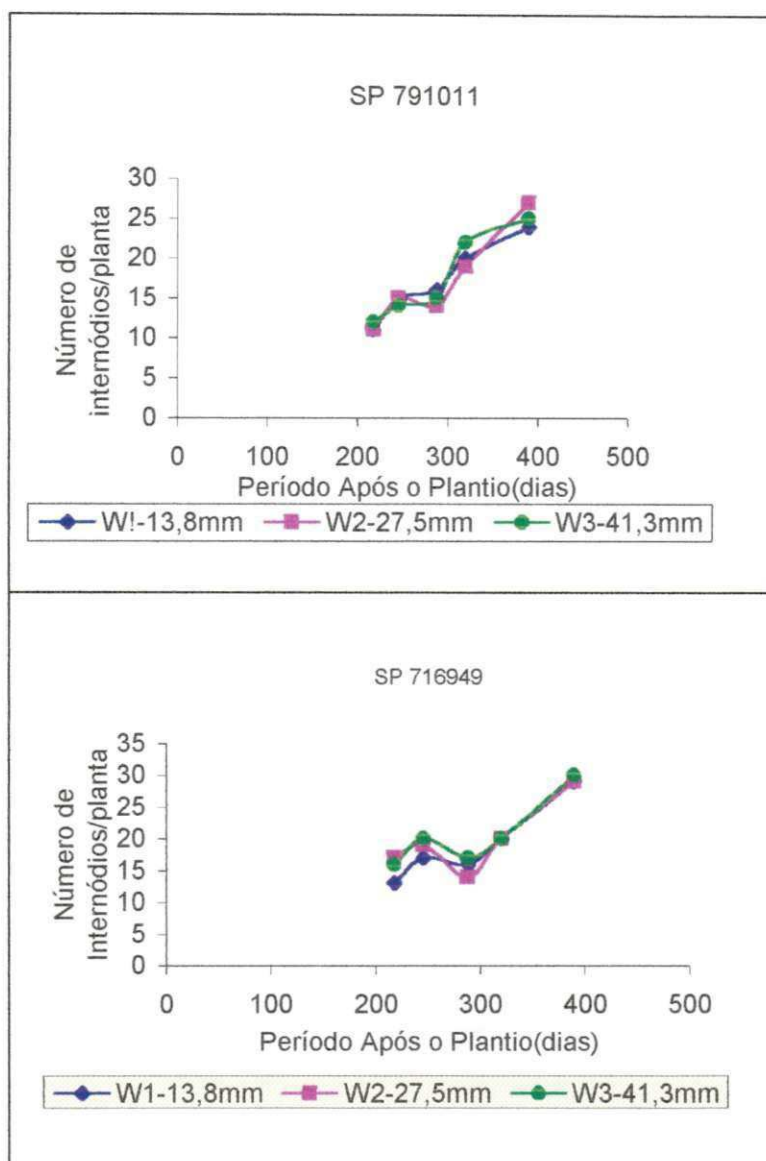 SP 791011
Número de
internódios/planta
30
25
20
15
10
5
0
0 100 200 300 400 500
Período Após o Plantio(dias)
W!-13,8mm W2-27,5mm W3-41,3mm
SP 716949
Número de
Internódios/planta
35
30
25
20
15
10
5
0
0 100 200 300 400 500
Período Após o Plantio(dias)
W1-13,8mm W2-27,5mm W3-41,3mm